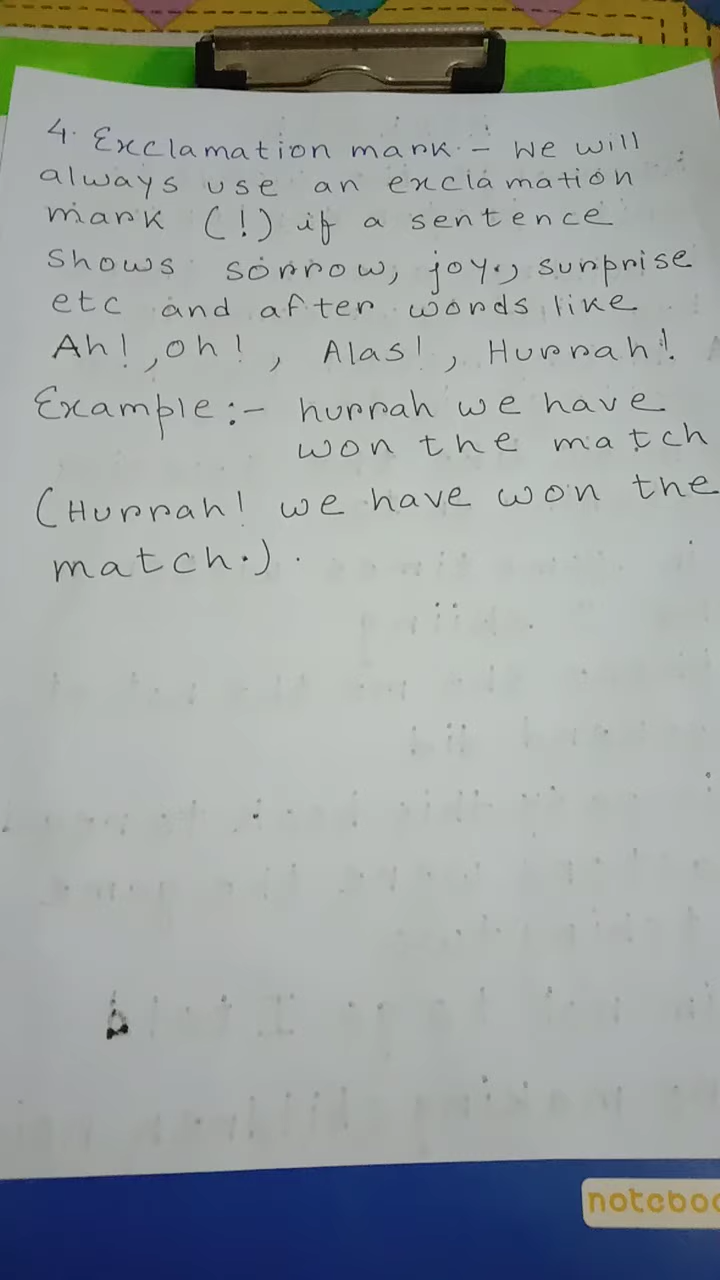 4. Exclamation mark. - We will
always use an exclamation
mark (!) if a sentence
shows sorrow, joy, surprise
etc and after words like
Ah!, oh!, Alas!, Hurrah!
Example:- hurrah we have
won the match
(Hurrah! we have won the
match.).